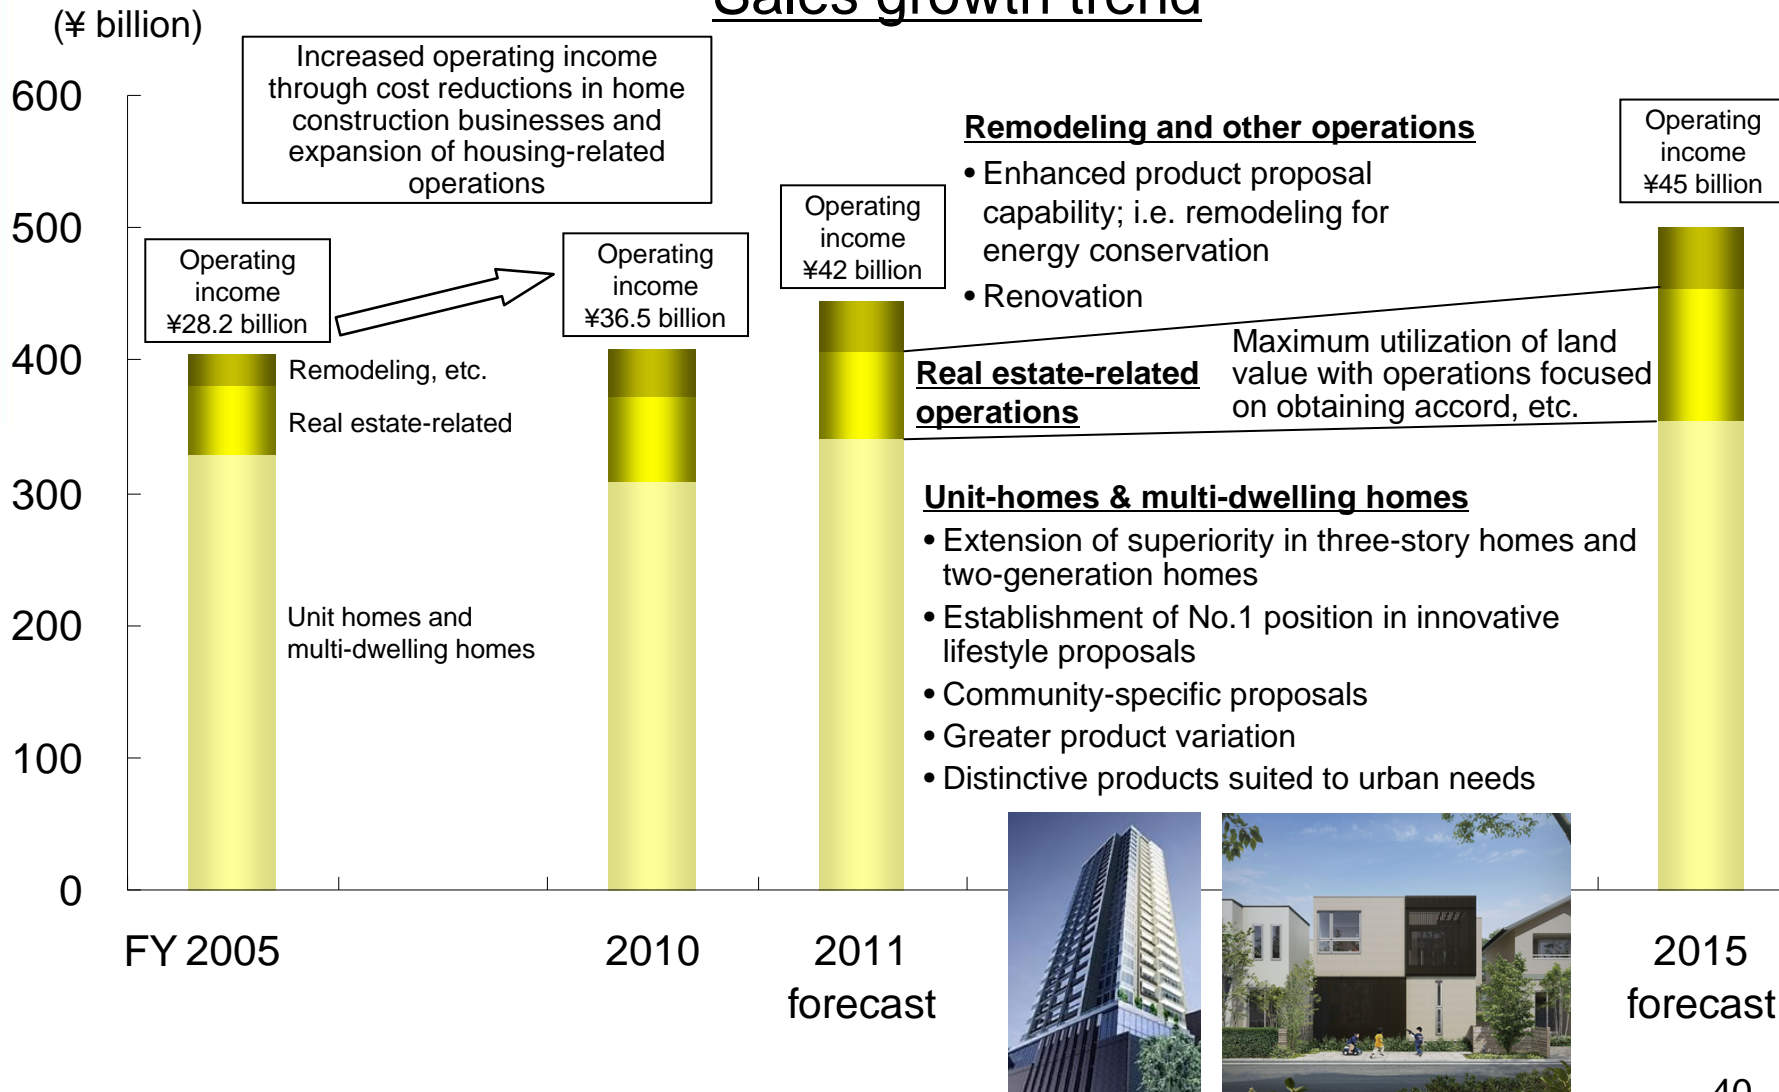 Sales growth trend
(¥ billion)
Increased operating income
through cost reductions in home
construction businesses and
expansion of housing-related
operations
600
500
400
300
200
100
0
Operating
income
¥28.2 billion
Operating
income
¥36.5 billion
Operating
income
¥42 billion
Operating
income
¥45 billion
Remodeling, etc.
Real estate-related
Unit homes and
multi-dwelling homes
Remodeling and other operations
• Enhanced product proposal
capability; i.e. remodeling for
energy conservation
• Renovation
Real estate-related
operations
Maximum utilization of land
value with operations focused
on obtaining accord, etc.
Unit-homes & multi-dwelling homes
• Extension of superiority in three-story homes and
two-generation homes
• Establishment of No.1 position in innovative
lifestyle proposals
• Community-specific proposals
• Greater product variation
• Distinctive products suited to urban needs
FY 2005
2010
2011
forecast
2015
forecast
40